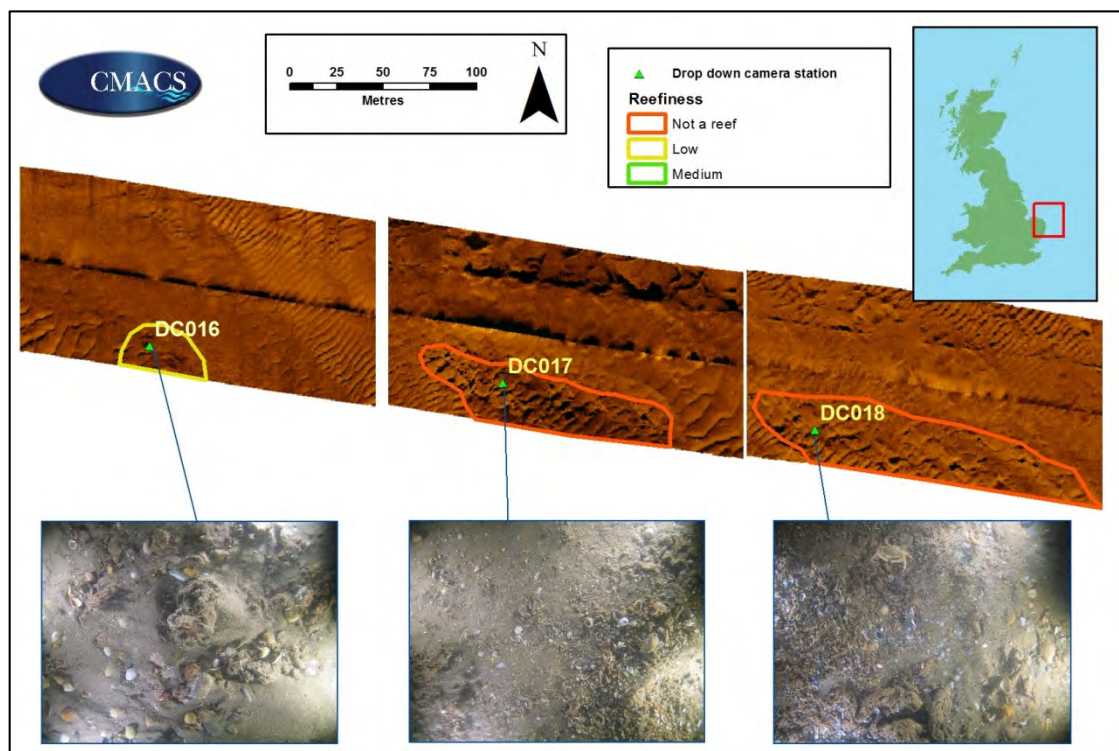 CMACS
N
0 25 50 75 100
Metres
Drop down camera station
Reefiness
Not a reef
Low
Medium
DC016
DC017
DC018